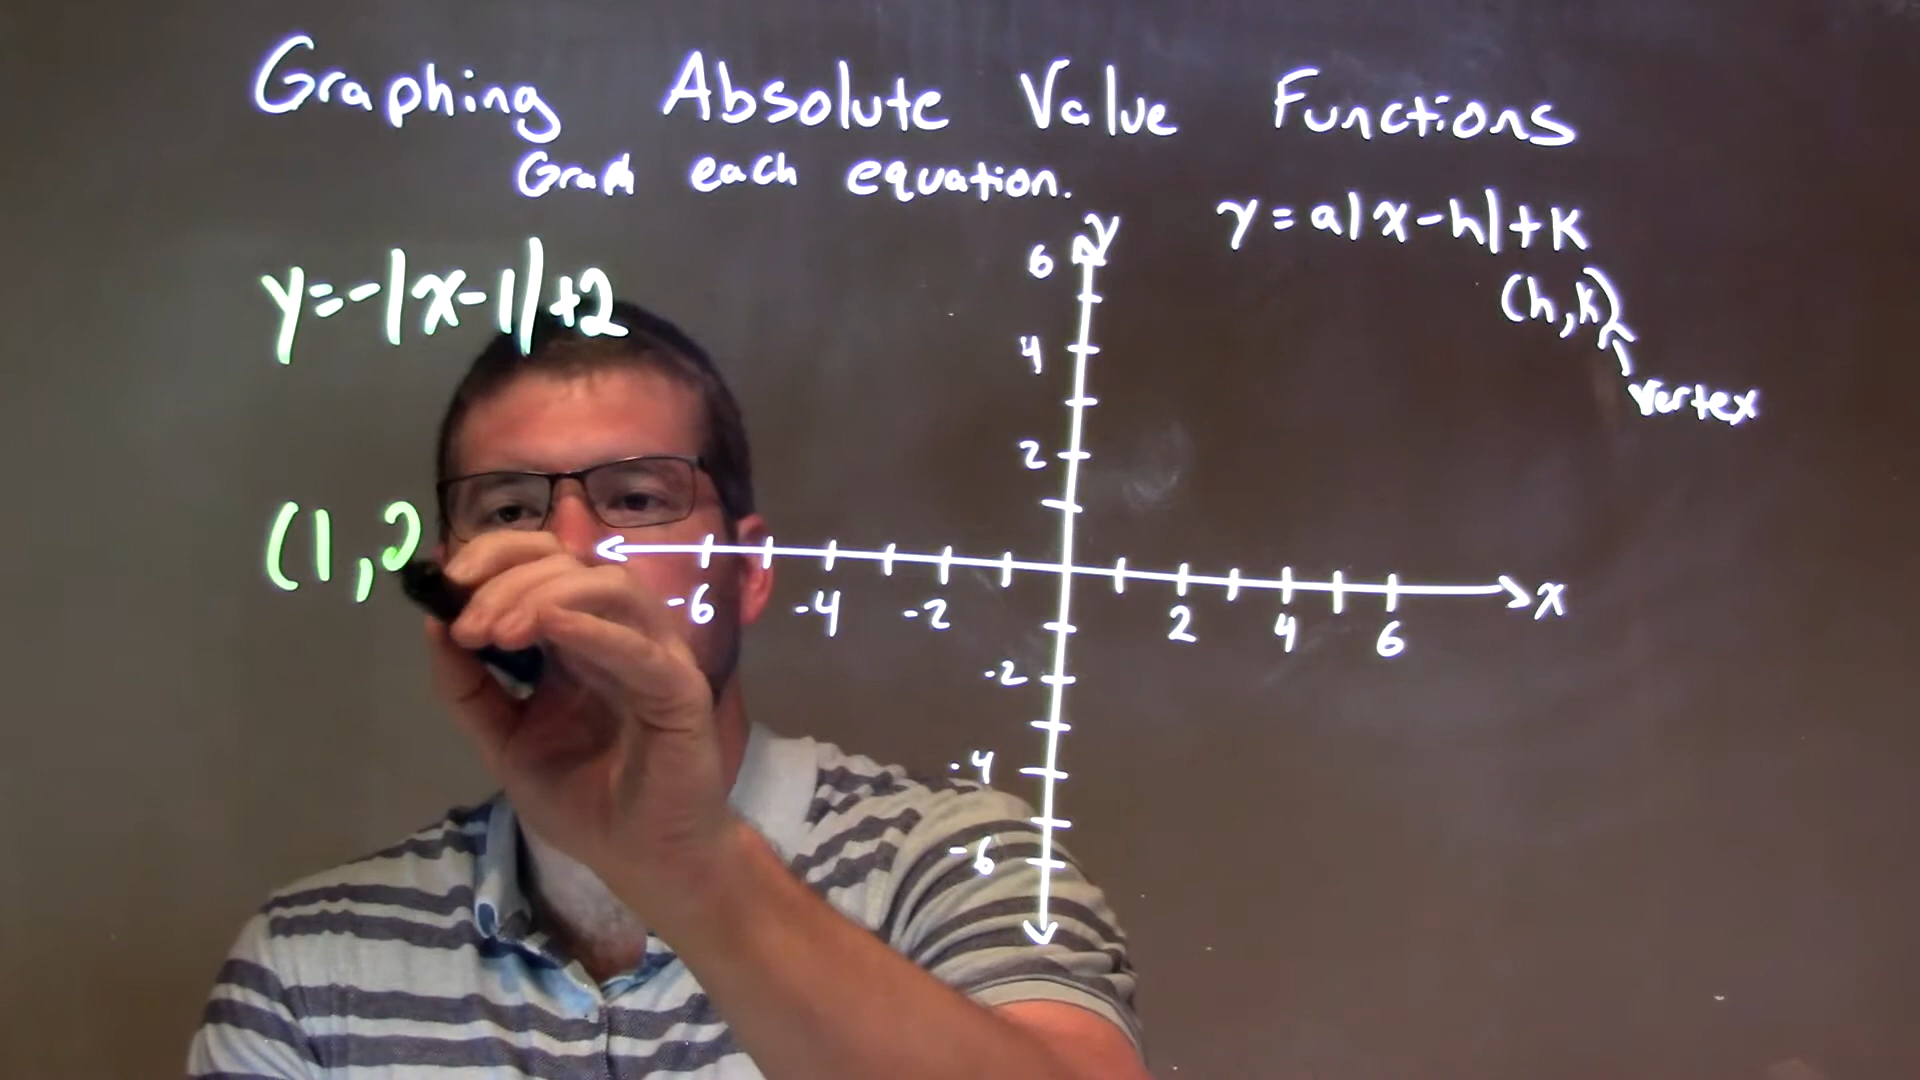 Graphing Absolute Value Functions
Graph each equation.
y=a|x-h|+k
(h,k)
vertex
y=-|x-1|+2
(1,
y
6
4
2
-6 -4 -2 2 4 6 x
-2
-4
-6